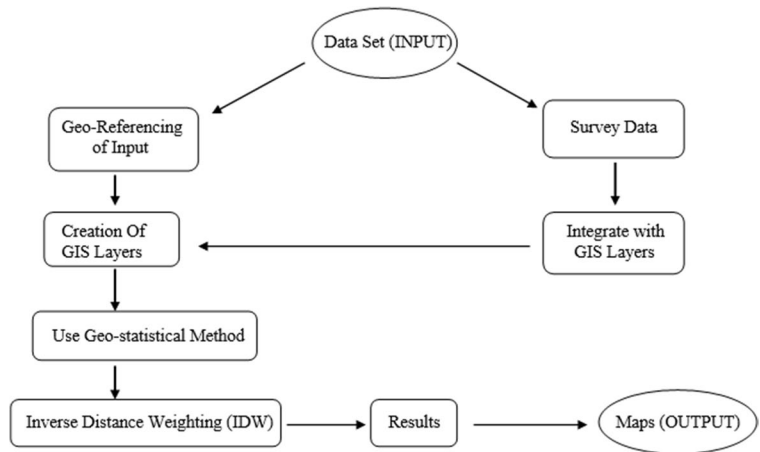 Data Set (INPUT)
Geo-Referencing
of Input
Survey Data
Creation Of
GIS Layers
Integrate with
GIS Layers
Use Geo-statistical Method
Inverse Distance Weighting (IDW)
Results
Maps (OUTPUT)